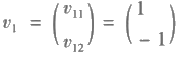 v₁ = ( v₁₁ v₁₂ ) = ( 1 − 1 )